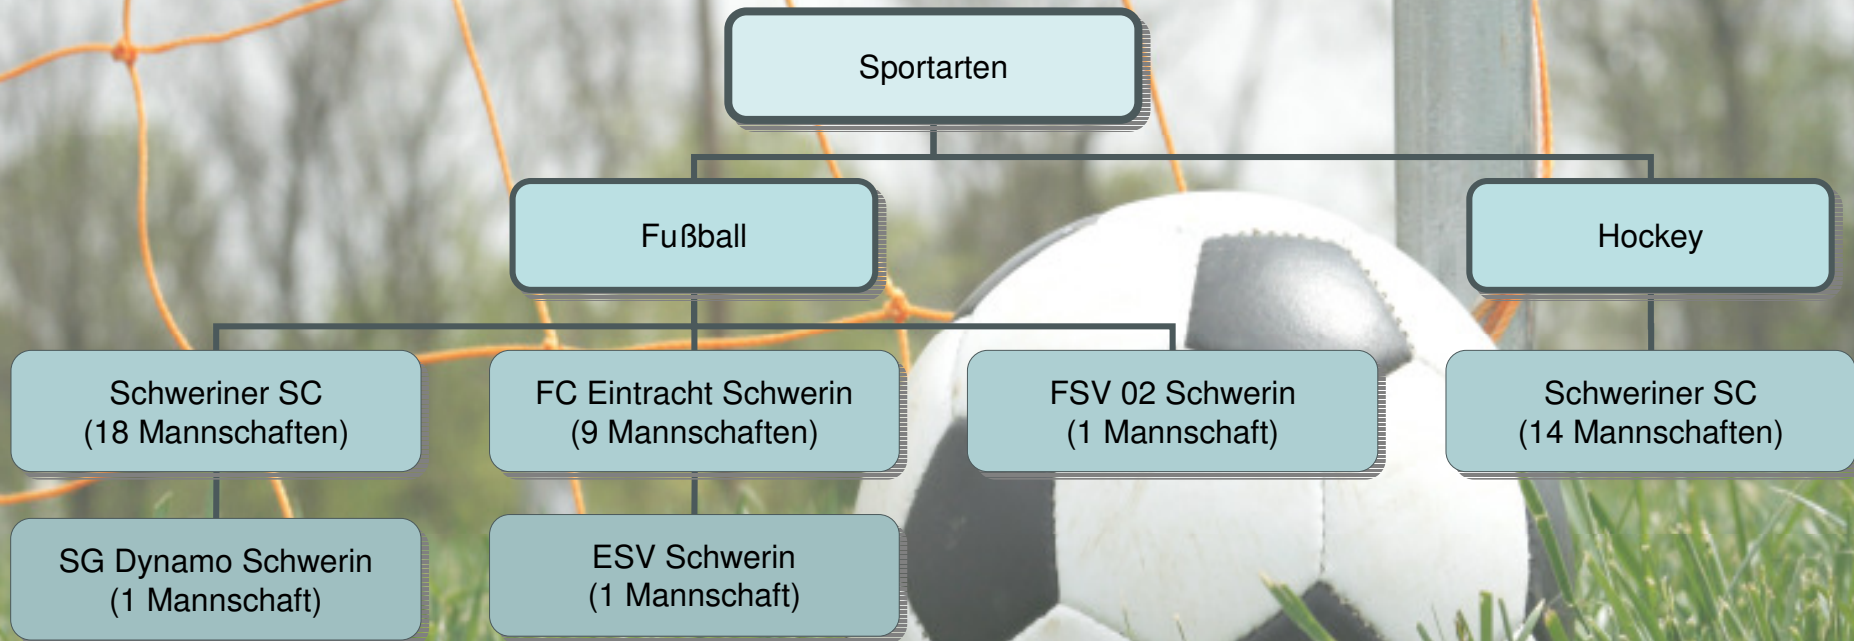 Sportarten
Fußball
Hockey
Schweriner SC
(18 Mannschaften)
FC Eintracht Schwerin
(9 Mannschaften)
FSV 02 Schwerin
(1 Mannschaft)
Schweriner SC
(14 Mannschaften)
SG Dynamo Schwerin
(1 Mannschaft)
ESV Schwerin
(1 Mannschaft)